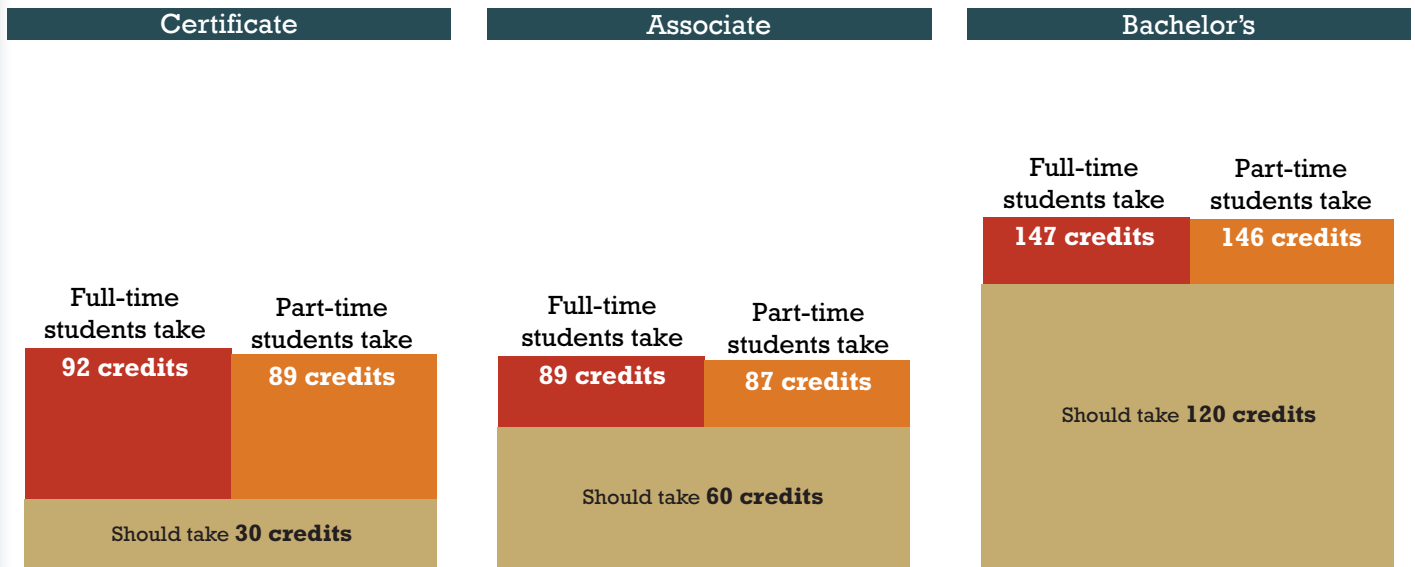 Certificate
Full-time
students take
92 credits
Part-time
students take
89 credits
Should take 30 credits
Associate
Full-time
students take
89 credits
Part-time
students take
87 credits
Should take 60 credits
Bachelor’s
Full-time
students take
147 credits
Part-time
students take
146 credits
Should take 120 credits